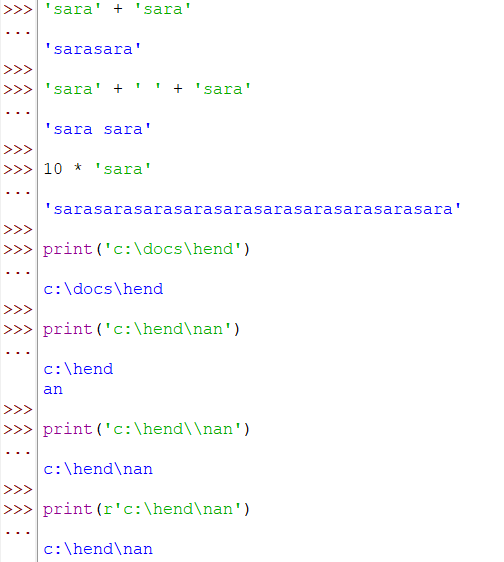 >>> 'sara' + 'sara'
...
'sarasara'
>>>
>>> 'sara' + ' ' + 'sara'
...
'sara sara'
>>>
>>> 10 * 'sara'
...
'sarasarasarasarasarasarasarasarasarasara'
>>>
>>> print('c:\docs\hend')
...
c:\docs\hend
>>>
>>> print('c:\hend\nan')
...
c:\hend
an
>>>
>>> print('c:\hend\\nan')
...
c:\hend\nan
>>>
>>> print(r'c:\hend\nan')
...
c:\hend\nan